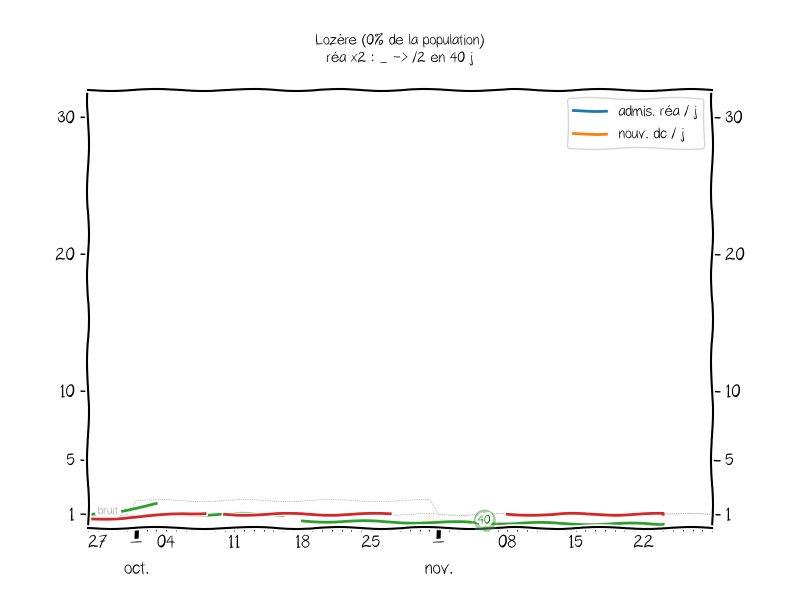 Lozère (0% de la population)
réa x2 : _ -> /2 en 40 j
admis. réa / j
nouv. dc / j
30
30
20
20
10
10
5
5
bruit
40
1
1
27
04
11
18
25
08
15
22
oct.
nov.